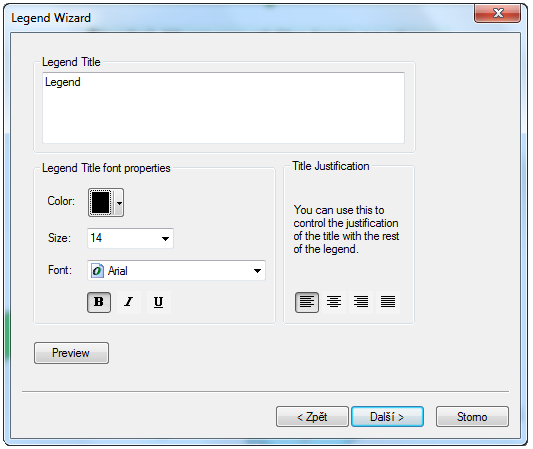 Legend Wizard
Legend Title
Legend
Legend Title font properties
Color:
Size:
14
Font:
Arial
B I U
Title Justification
You can use this to
control the justification
of the title with the rest
of the legend.
Preview
< Zpět
Další >
Storno